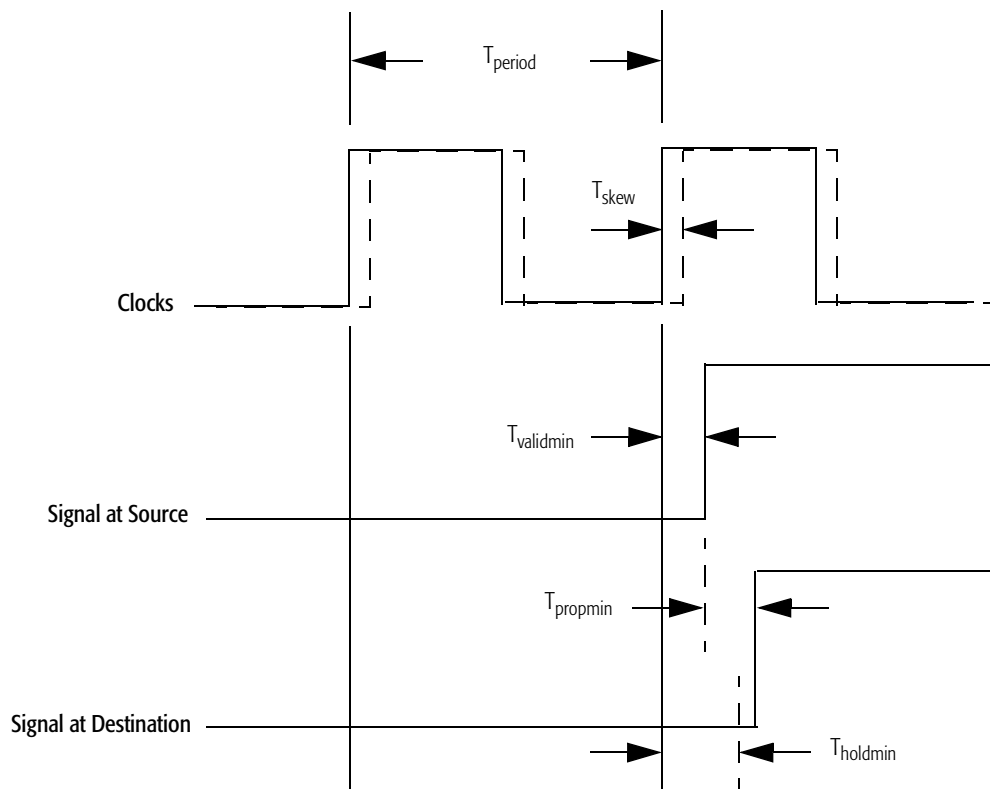 Tperiod
Tskew
Clocks
Tvalidmin
Signal at Source
Tpropmin
Signal at Destination
Tholdmin